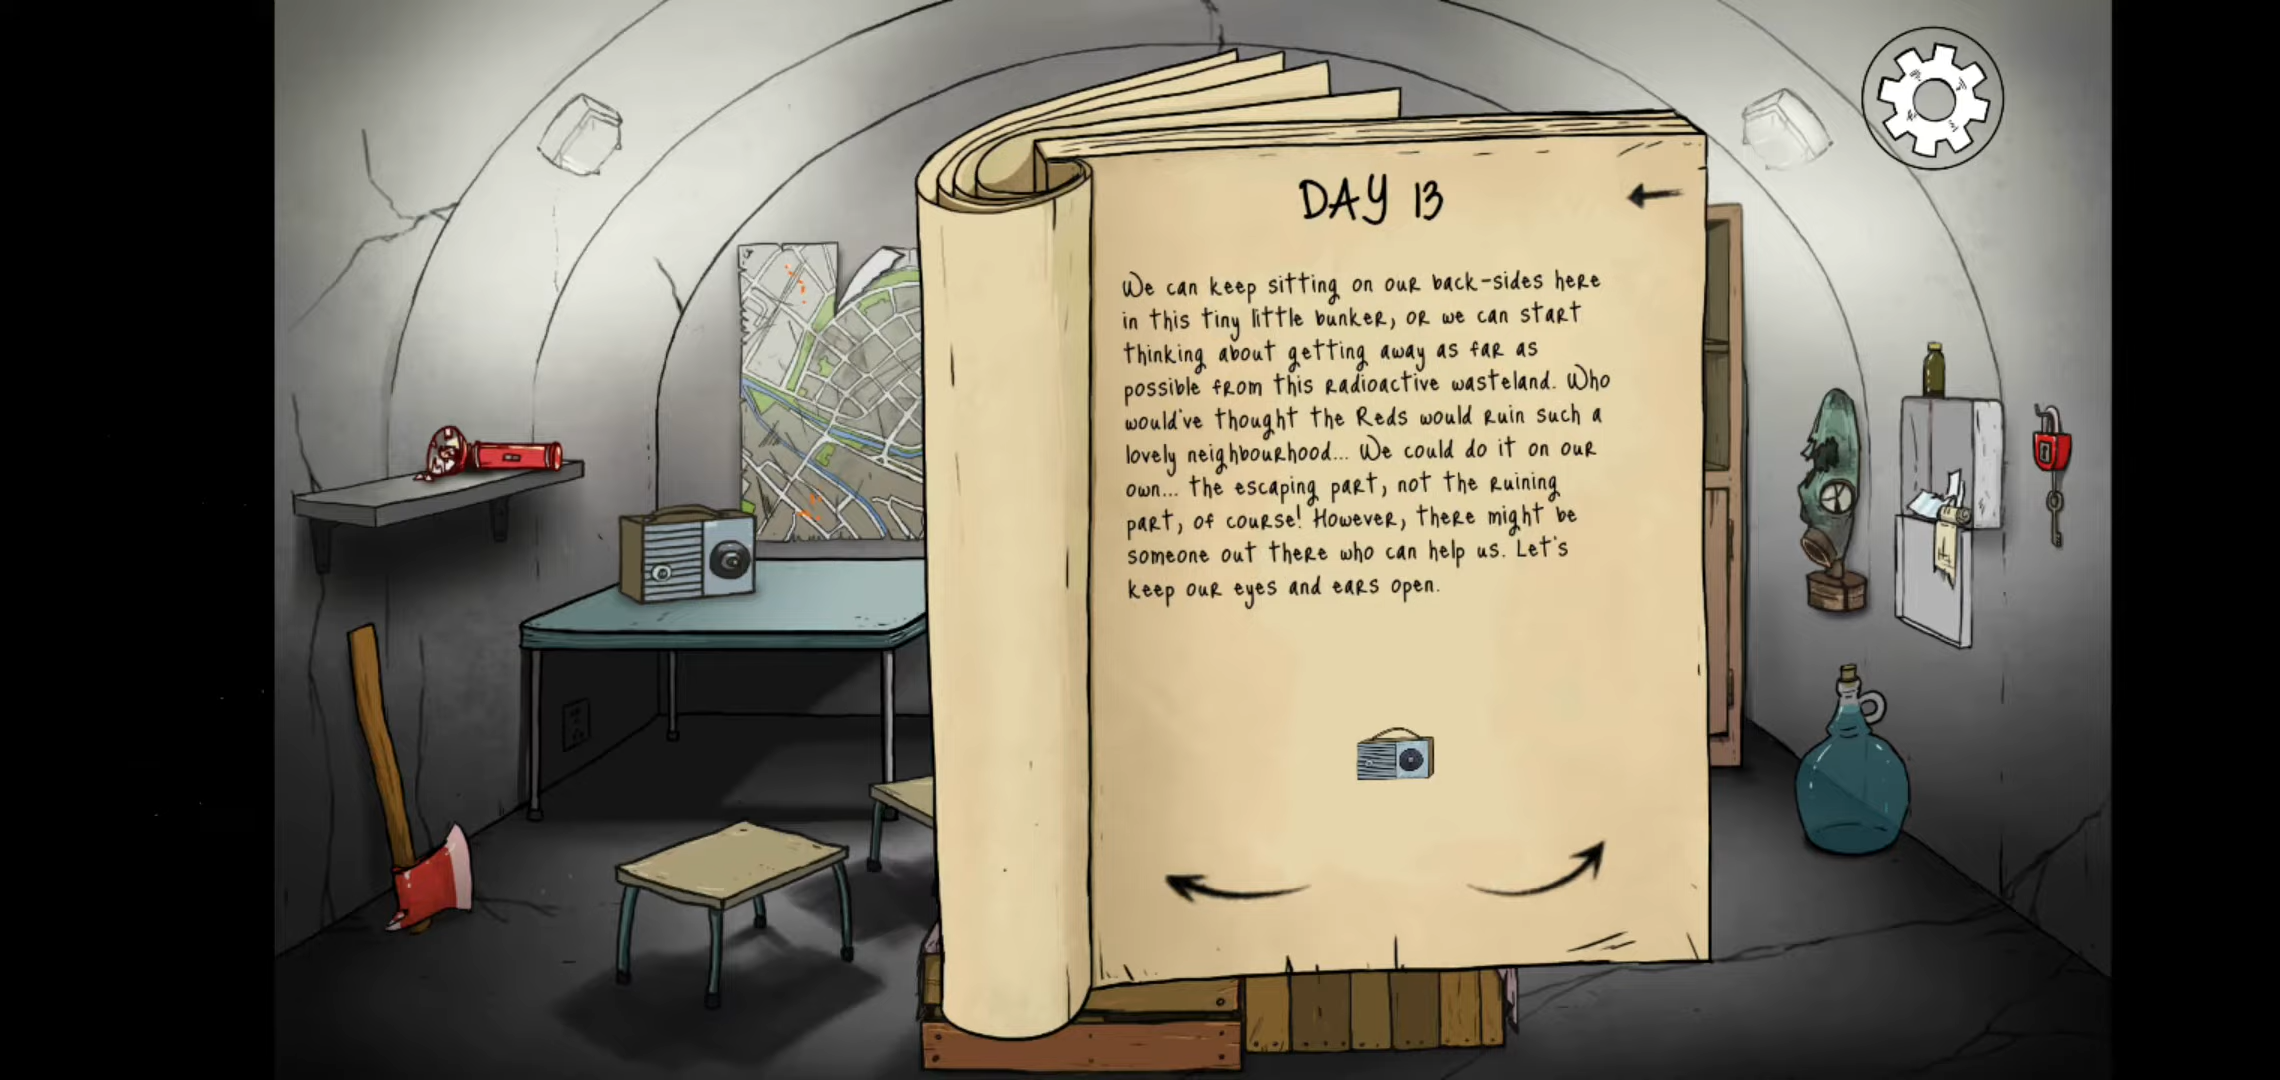 DAY 13
We can keep sitting on our back-sides here
in this tiny little bunker, or we can start
thinking about getting away as far as
possible from this radioactive wasteland. Who
would've thought the Reds would ruin such a
lovely neighbourhood... We could do it on our
own... the escaping part, not the ruining
part, of course! However, there might be
someone out there who can help us. Let's
keep our eyes and ears open.